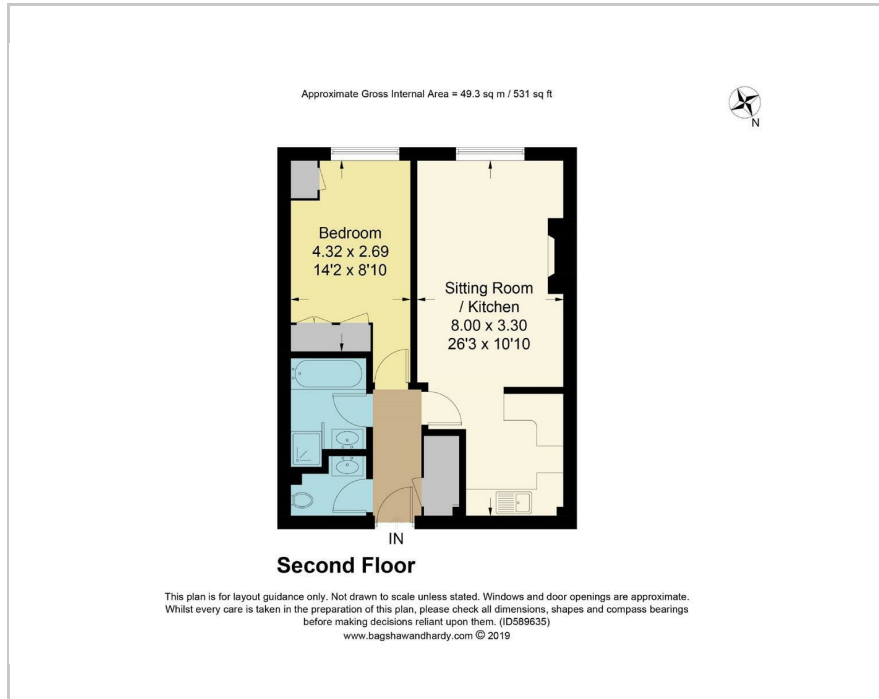 Approximate Gross Internal Area = 49.3 sq m / 531 sq ft
N
Bedroom
4.32 x 2.69
14'2 x 8'10
Sitting Room
/ Kitchen
8.00 x 3.30
26'3 x 10'10
IN
Second Floor
This plan is for layout guidance only. Not drawn to scale unless stated. Windows and door openings are approximate.
Whilst every care is taken in the preparation of this plan, please check all dimensions, shapes and compass bearings
before making decisions reliant upon them. (ID589635)
www.bagshawandhardy.com © 2019